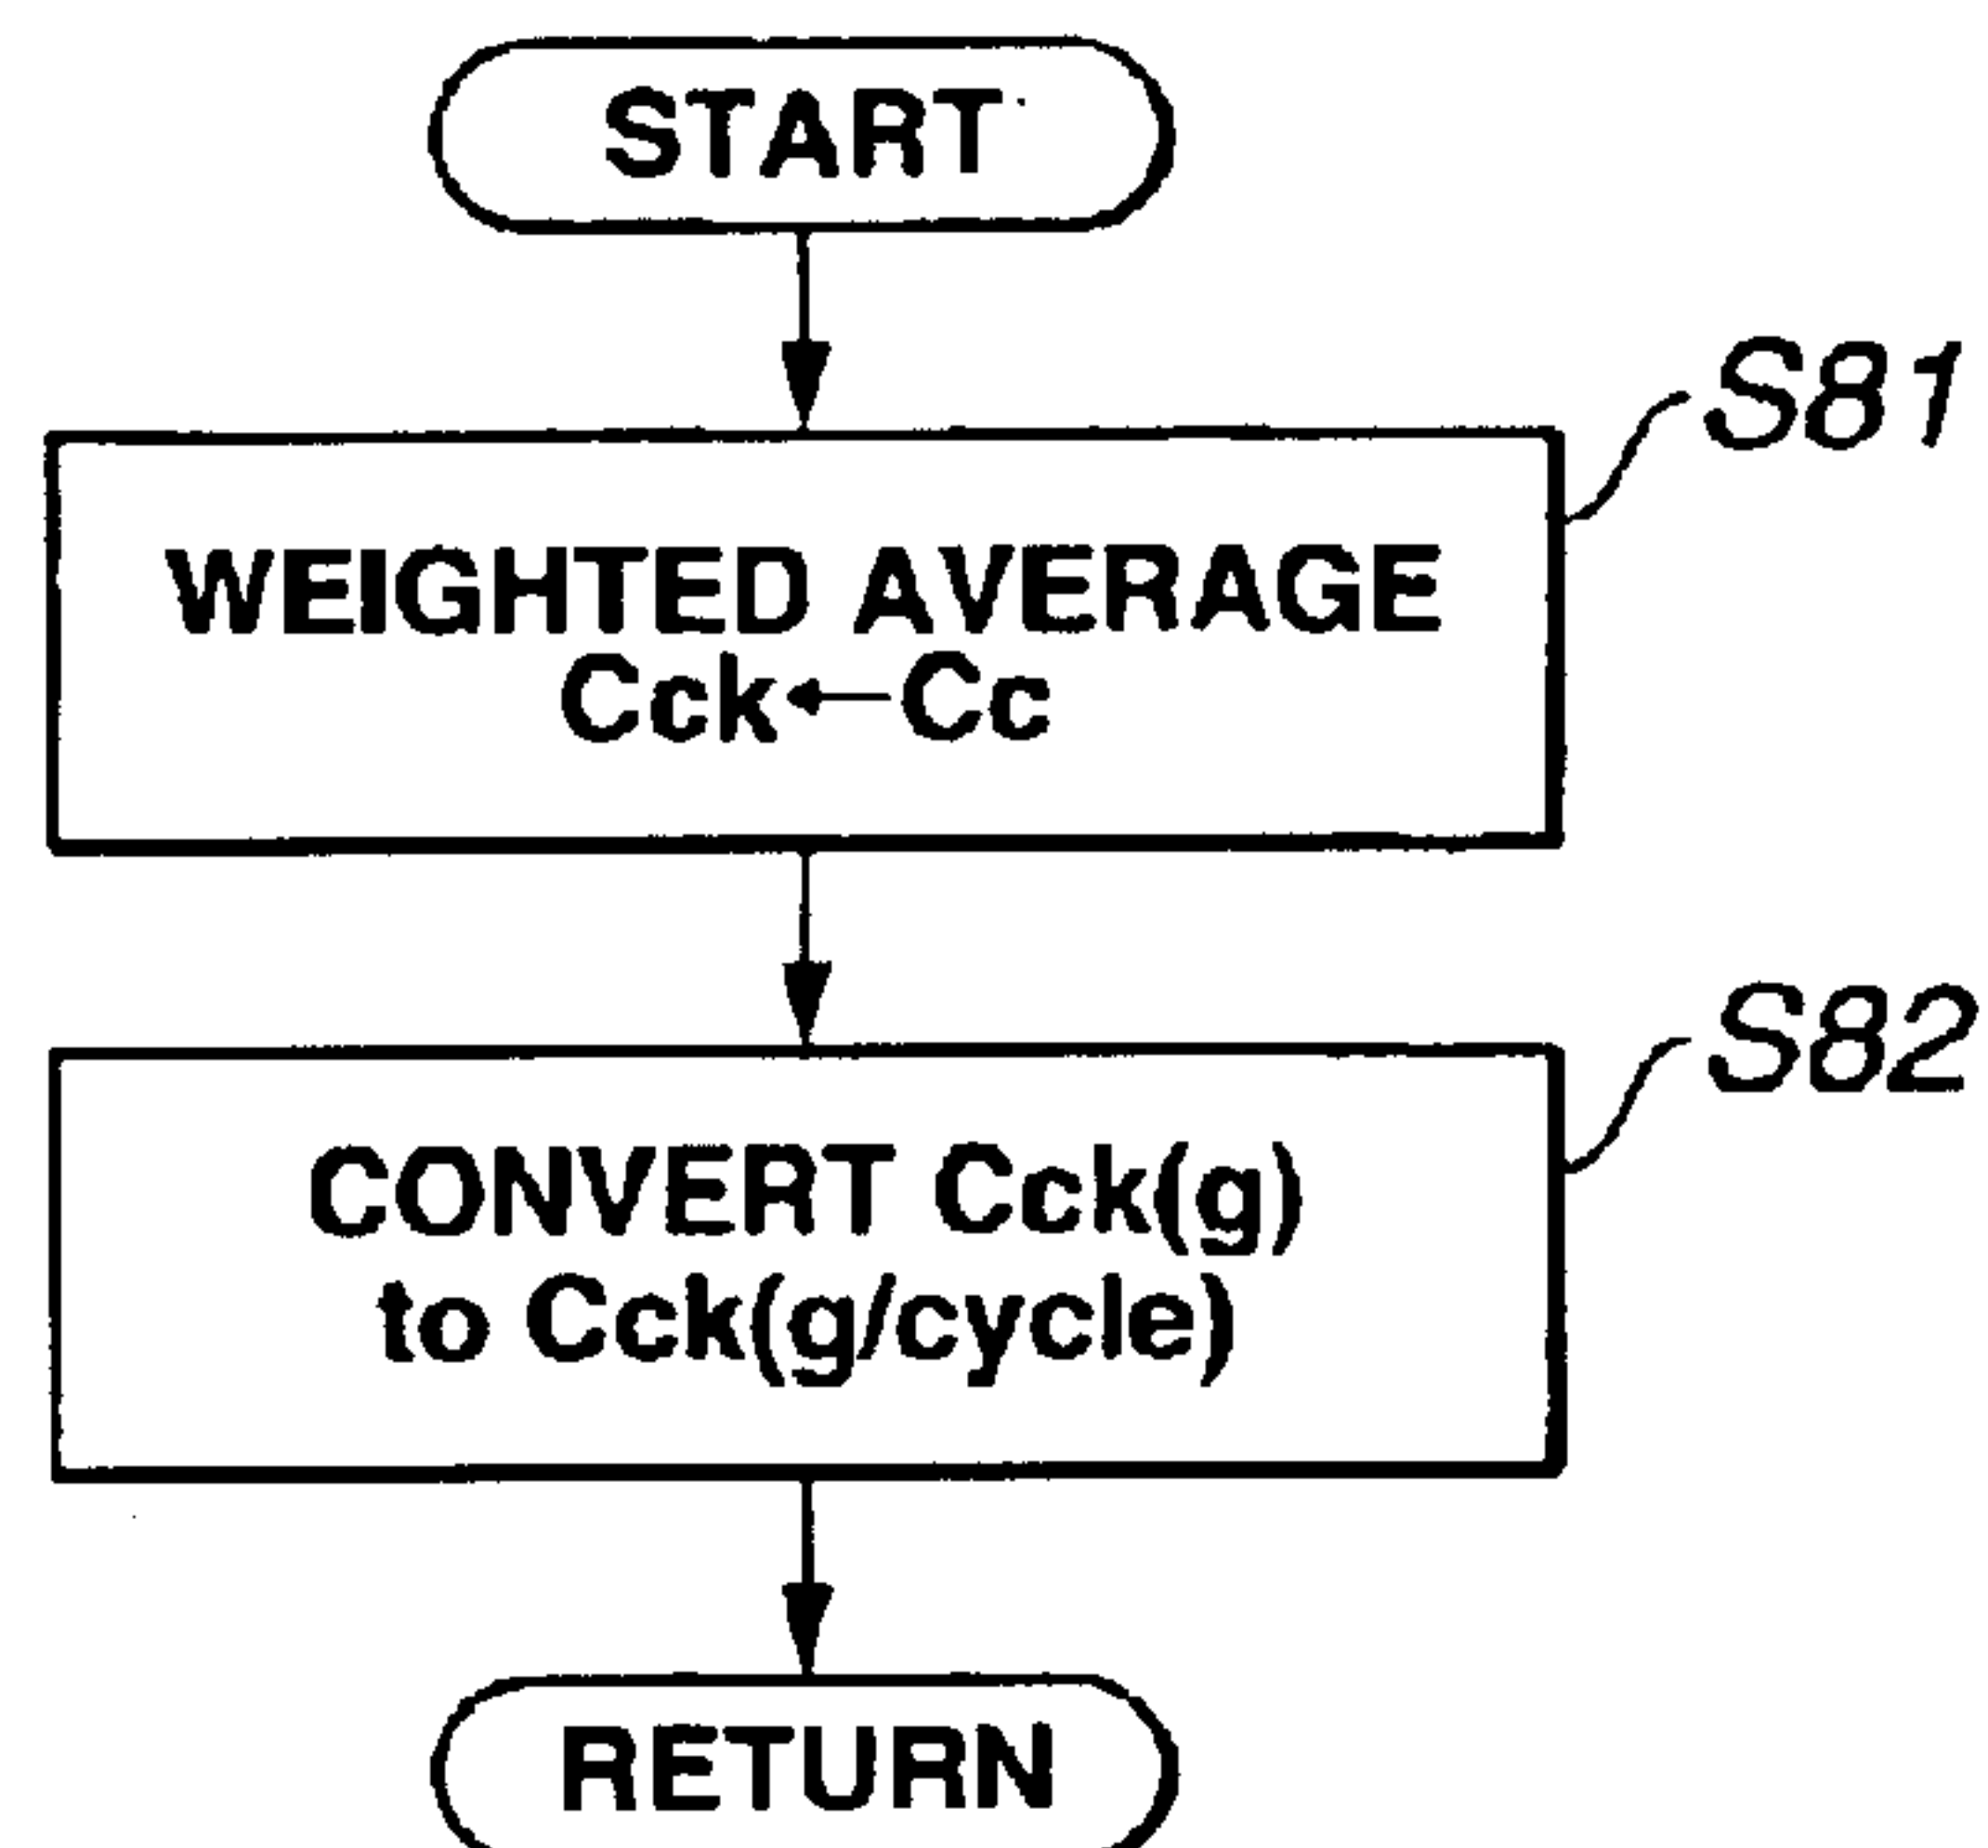 START
S81
WEIGHTED AVERAGE
Cck←Cc
S82
CONVERT Cck(g)
to Cck(g/cycle)
RETURN